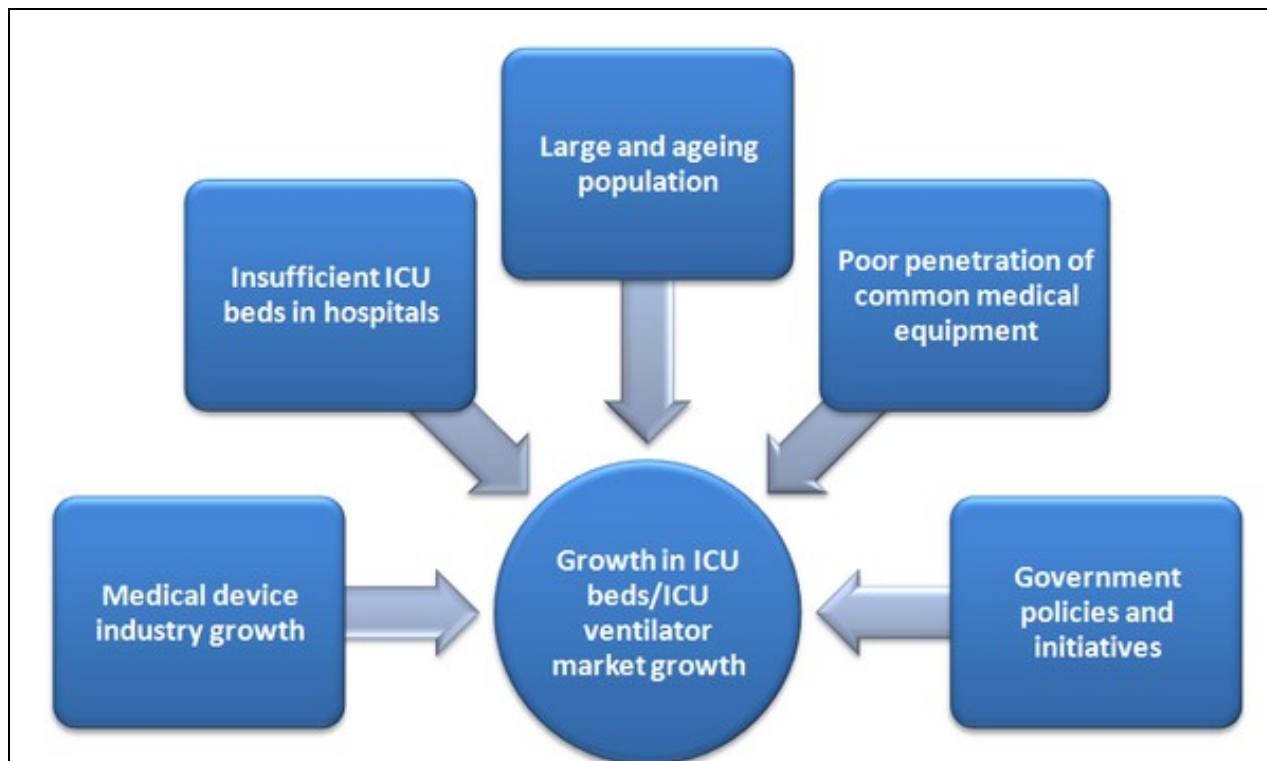 Large and ageing
population
Insufficient ICU
beds in hospitals
Poor penetration of
common medical
equipment
Medical device
industry growth
Growth in ICU
beds/ICU
ventilator
market growth
Government
policies and
initiatives